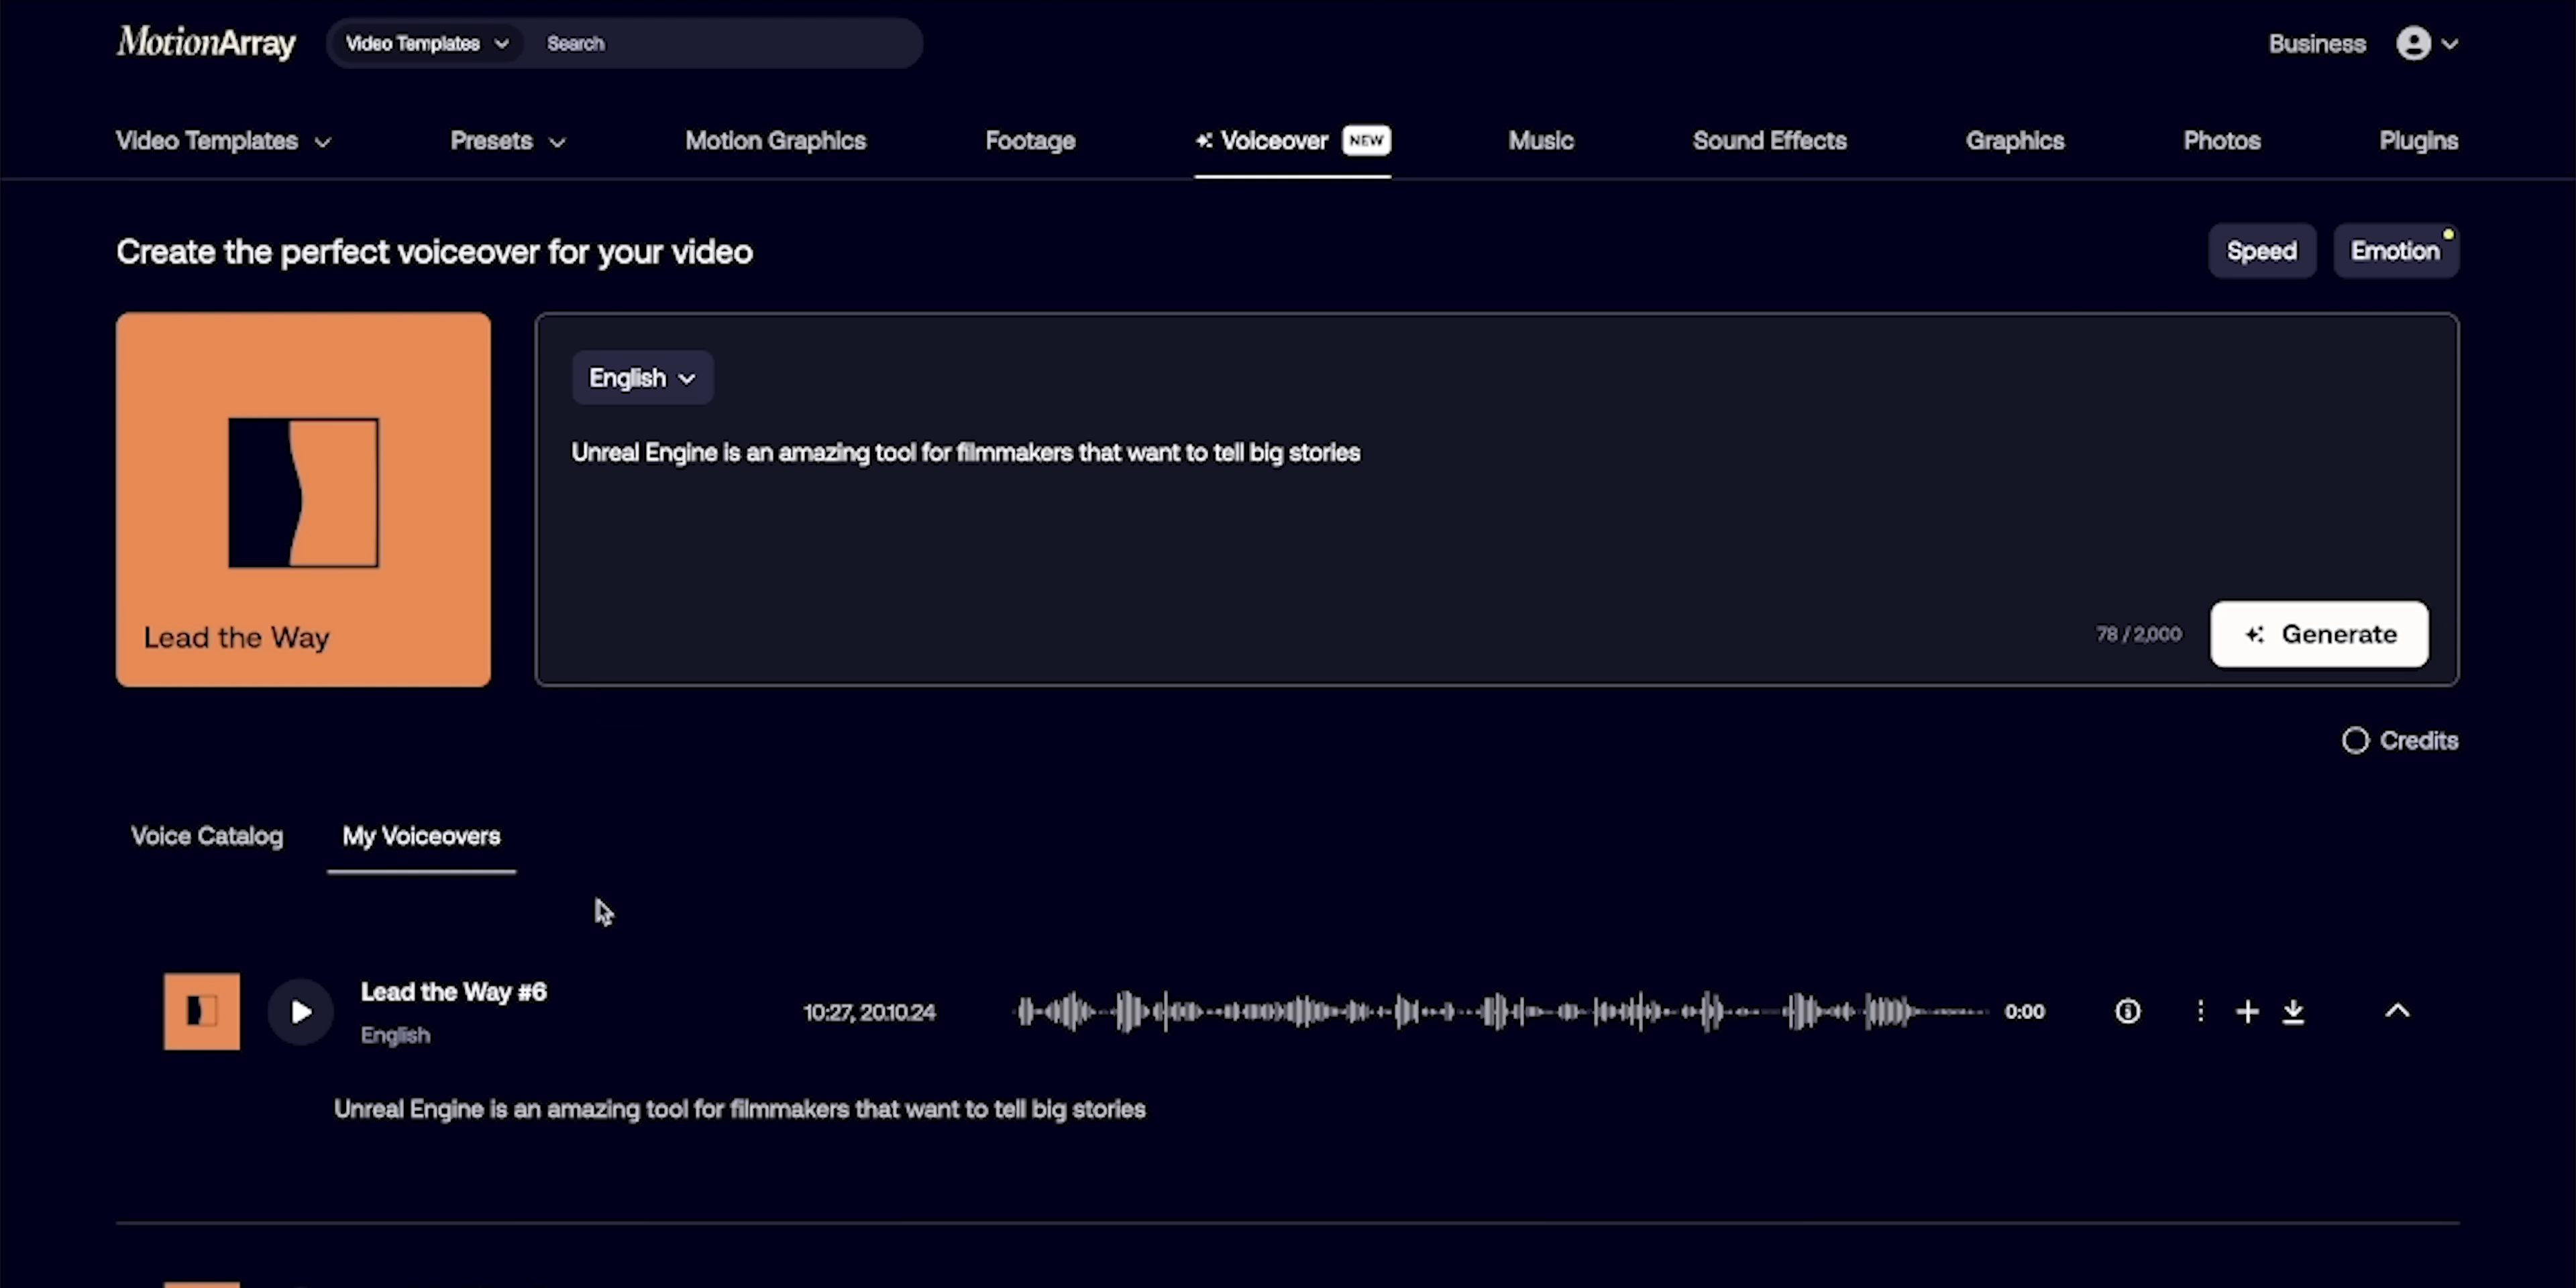 MotionArray
Video Templates
Search
Business
Video Templates
Presets
Motion Graphics
Footage
Voiceover NEW
Music
Sound Effects
Graphics
Photos
Plugins
Create the perfect voiceover for your video
Speed
Emotion
Lead the Way
English
Unreal Engine is an amazing tool for filmmakers that want to tell big stories
78 / 2,000
Generate
Credits
Voice Catalog
My Voiceovers
Lead the Way #6
English
10:27, 20.10.24
0:00
Unreal Engine is an amazing tool for filmmakers that want to tell big stories